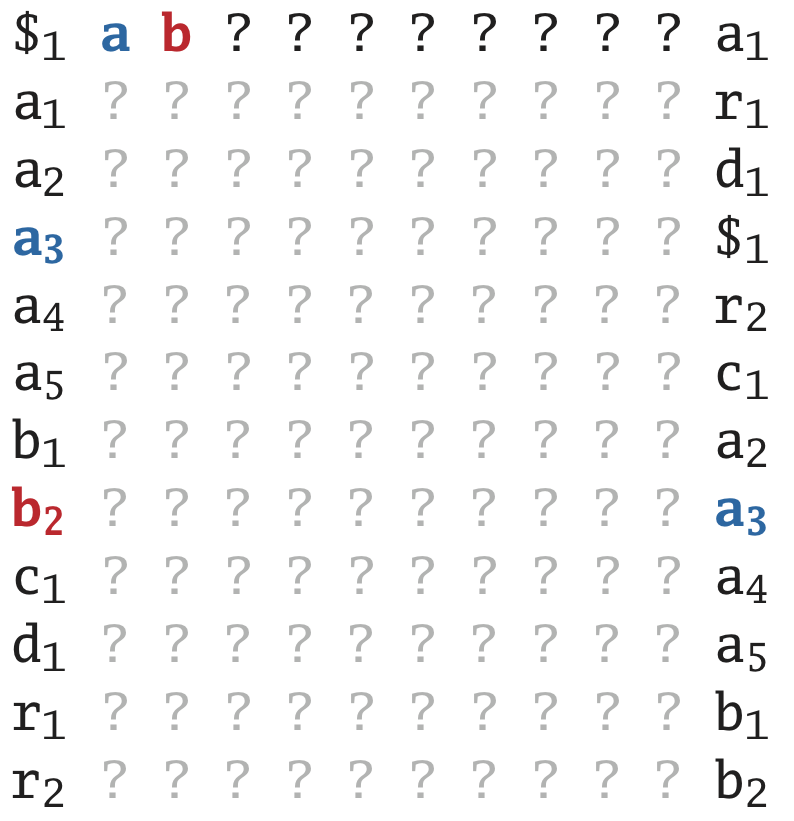 $₁ a b ? ? ? ? ? ? ? ? a₁
a₁ ? ? ? ? ? ? ? ? ? ? r₁
a₂ ? ? ? ? ? ? ? ? ? ? d₁
a₃ ? ? ? ? ? ? ? ? ? ? $₁
a₄ ? ? ? ? ? ? ? ? ? ? r₂
a₅ ? ? ? ? ? ? ? ? ? ? c₁
b₁ ? ? ? ? ? ? ? ? ? ? a₂
b₂ ? ? ? ? ? ? ? ? ? ? a₃
c₁ ? ? ? ? ? ? ? ? ? ? a₄
d₁ ? ? ? ? ? ? ? ? ? ? a₅
r₁ ? ? ? ? ? ? ? ? ? ? b₁
r₂ ? ? ? ? ? ? ? ? ? ? b₂